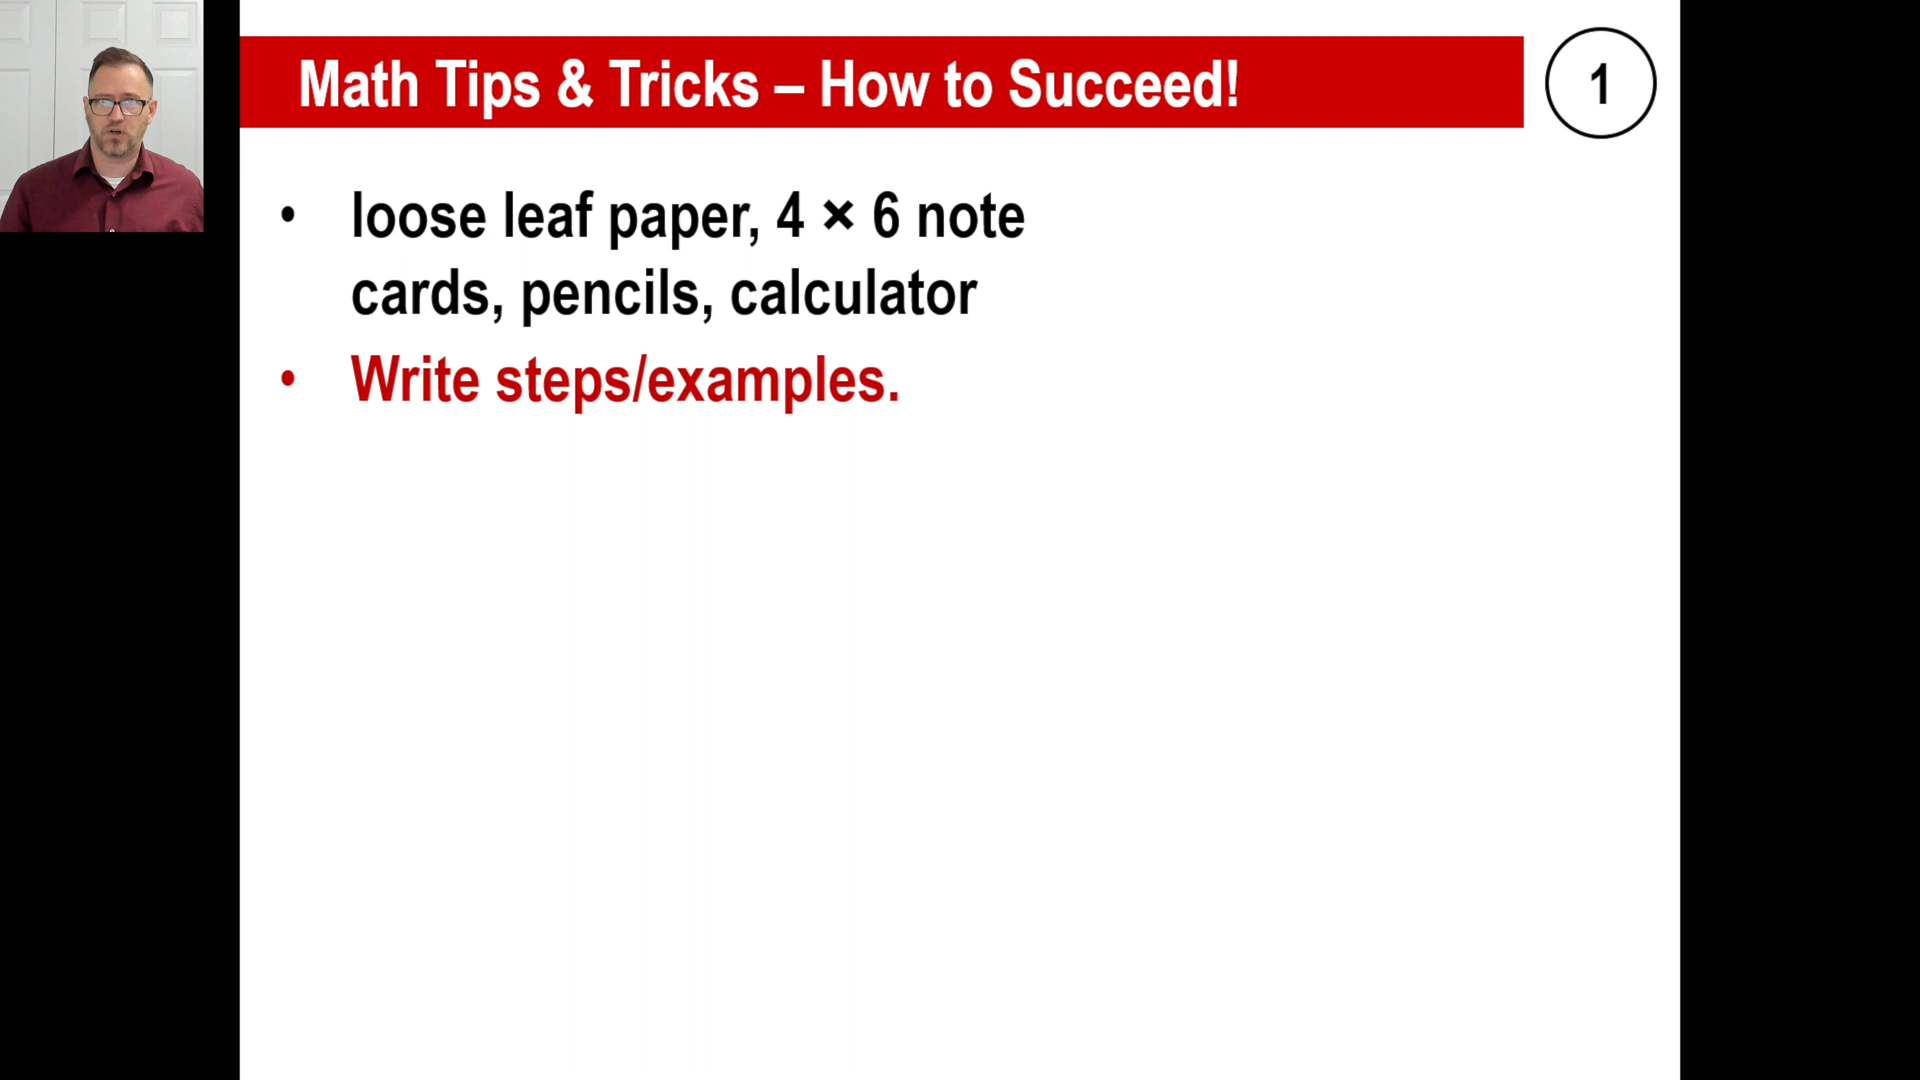 Math Tips & Tricks – How to Succeed!
1
• loose leaf paper, 4 × 6 note
cards, pencils, calculator
• Write steps/examples.